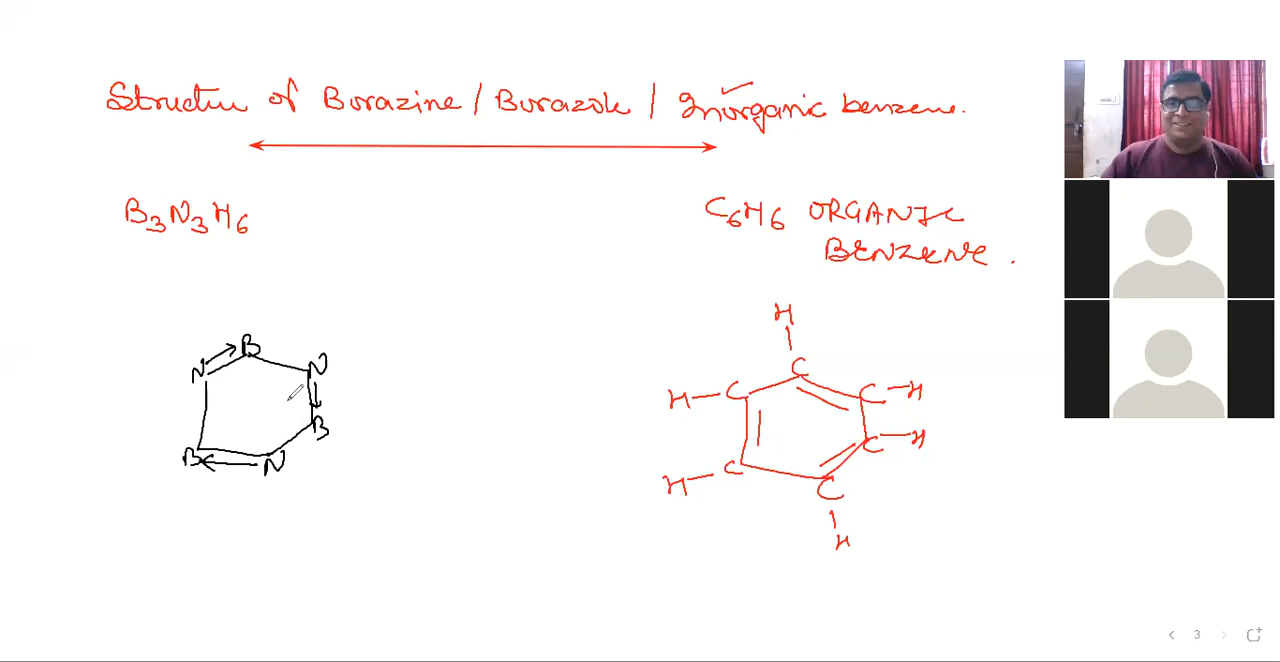 Structure of Borazine / Borazole / Inorganic benzene.
B3N3H6
C6H6 ORGANIC
BENZENE.
H
B
N
N
C
H-C
C-H
B
C-H
B
N
H-C
C
H
3